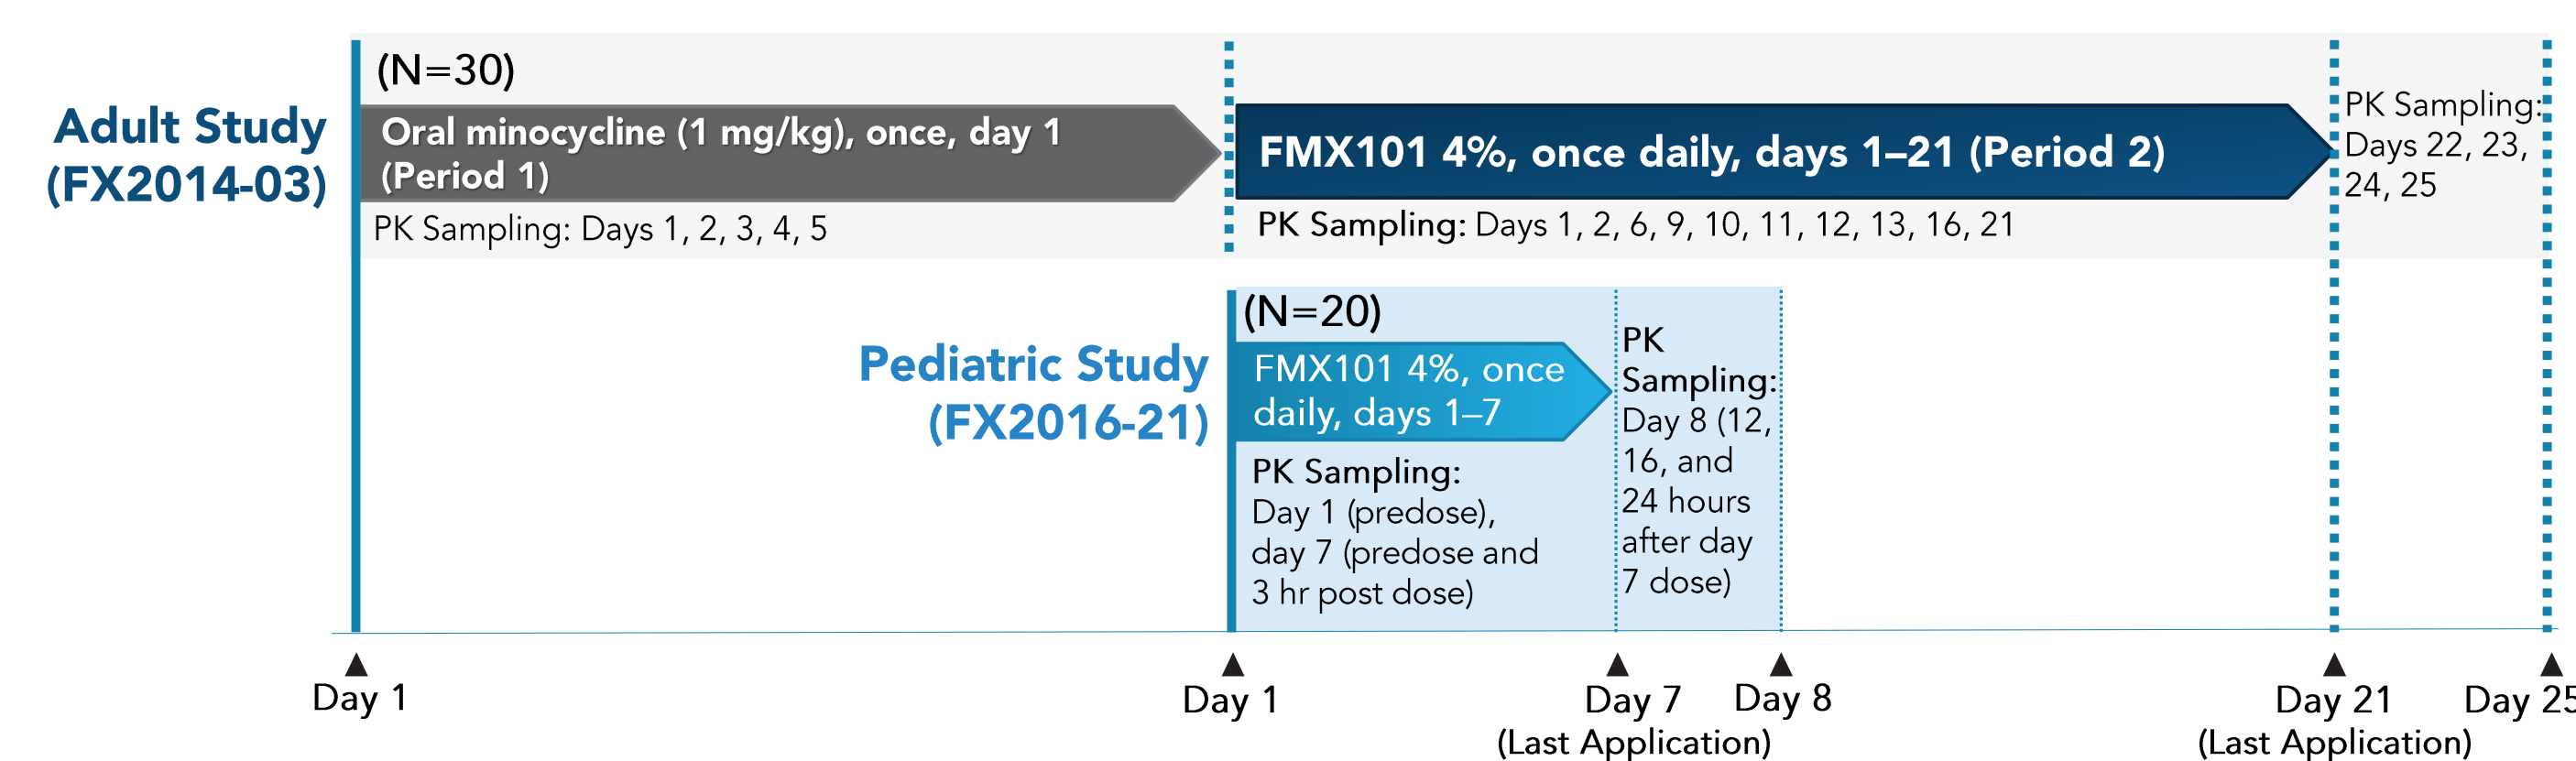 (N=30)
Adult Study
(FX2014-03)
Oral minocycline (1 mg/kg), once, day 1
(Period 1)
PK Sampling: Days 1, 2, 3, 4, 5
FMX101 4%, once daily, days 1–21 (Period 2)
PK Sampling: Days 1, 2, 6, 9, 10, 11, 12, 13, 16, 21
PK Sampling:
Days 22, 23,
24, 25
Pediatric Study
(FX2016-21)
(N=20)
FMX101 4%, once
daily, days 1–7
PK Sampling:
Day 1 (predose),
day 7 (predose and
3 hr post dose)
PK
Sampling:
Day 8 (12,
16, and
24 hours
after day
7 dose)
Day 1
Day 1
Day 7
(Last Application)
Day 8
Day 21
(Last Application)
Day 25